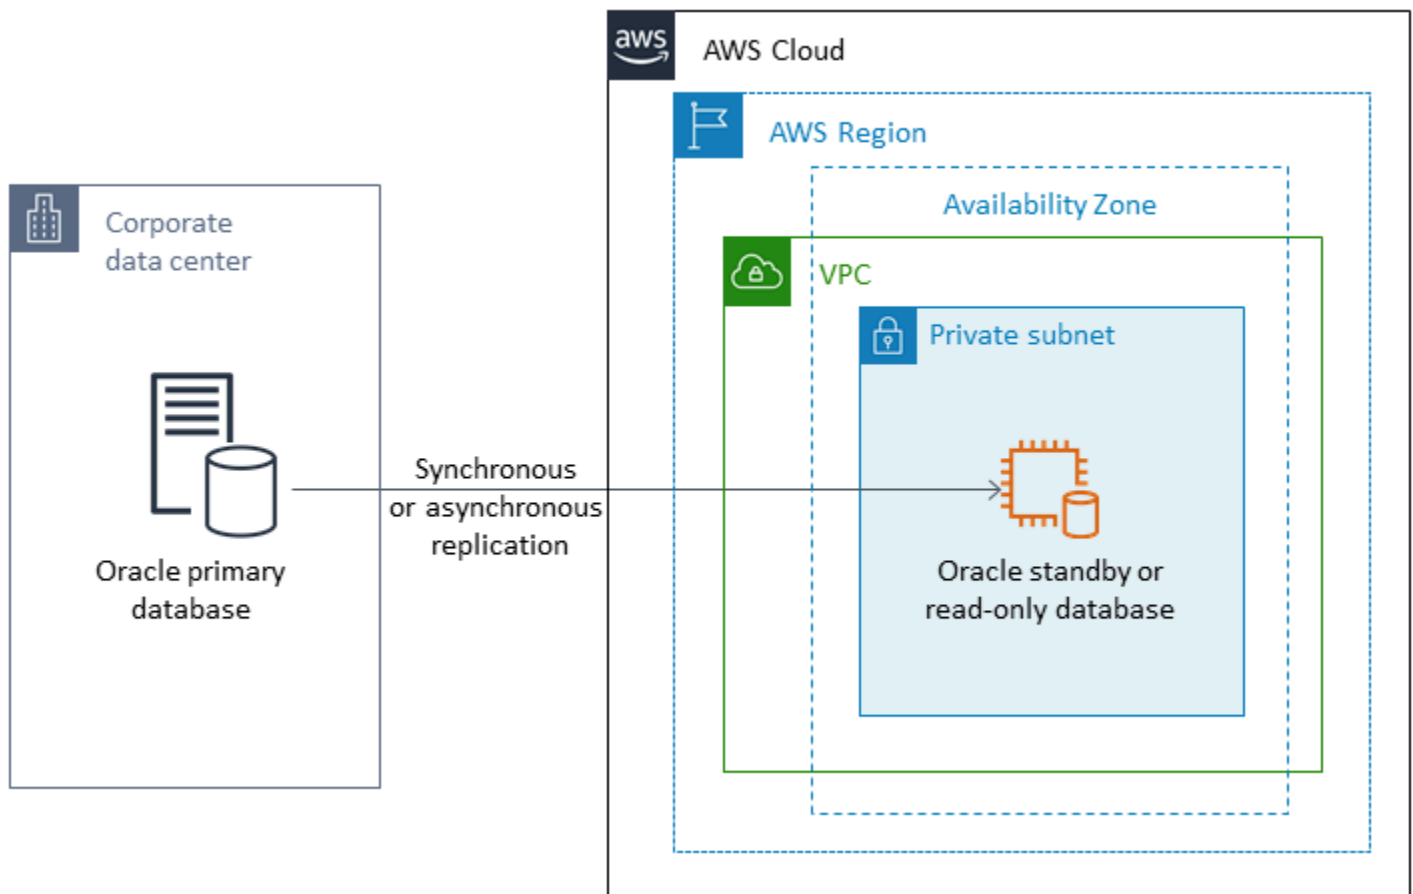 aws
AWS Cloud
AWS Region
Availability Zone
Corporate
data center
VPC
Private subnet
Synchronous
or asynchronous
replication
Oracle primary
database
Oracle standby or
read-only database